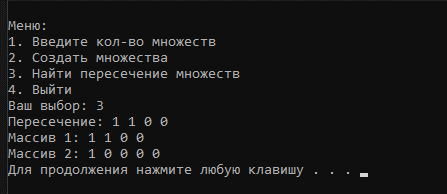 Меню:
1. Введите кол-во множеств
2. Создать множества
3. Найти пересечение множеств
4. Выйти
Ваш выбор: 3
Пересечение: 1 1 0 0
Массив 1: 1 1 0 0
Массив 2: 1 0 0 0 0
Для продолжения нажмите любую клавишу . . .